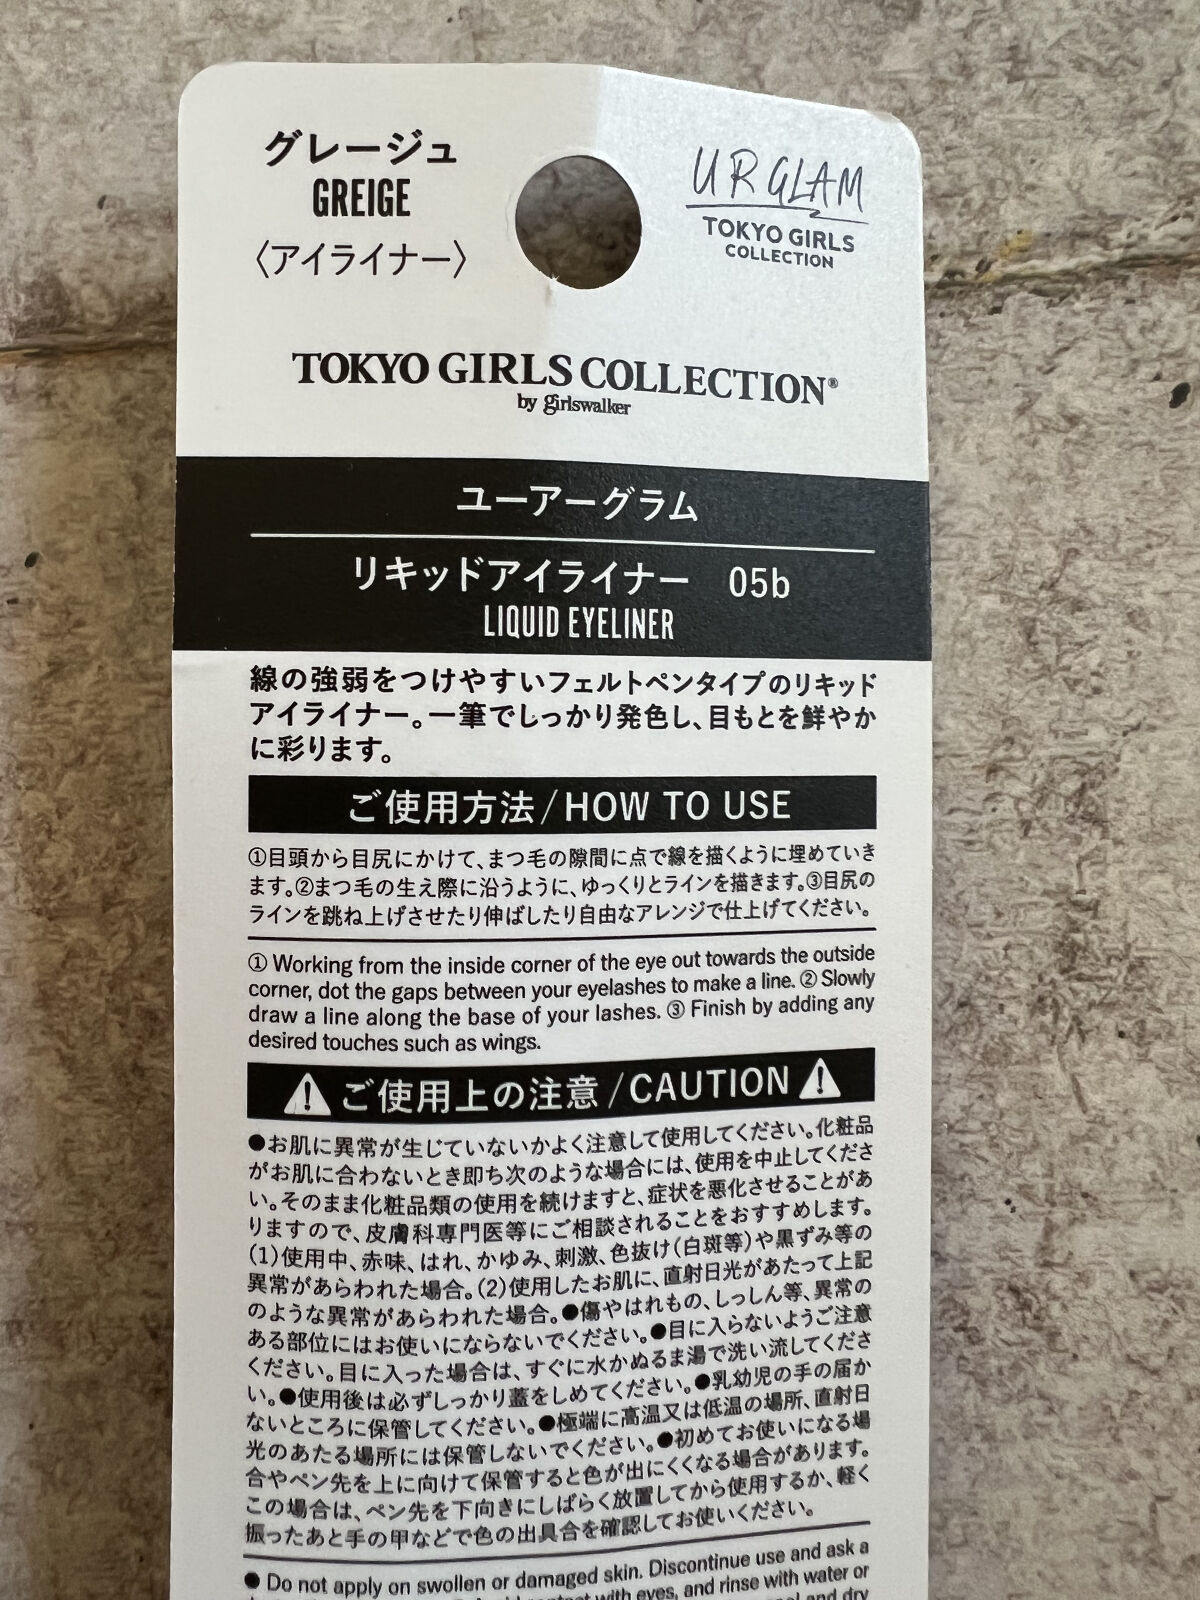 グレージュ
GREIGE
〈アイライナー〉
UR GLAM
TOKYO GIRLS
COLLECTION
TOKYO GIRLS COLLECTION®
by girlswalker
ユーアーグラム
リキッドアイライナー 05b
LIQUID EYELINER
線の強弱をつけやすいフェルトペンタイプのリキッド
アイライナー。一筆でしっかり発色し、目もとを鮮やか
に彩ります。
ご使用方法/HOW TO USE
①目頭から目尻にかけて、まつ毛の隙間に点で線を描くように埋めていき
ます。②まつ毛の生え際に沿うように、ゆっくりとラインを描きます。③目尻の
ラインを跳ね上げさせたり伸ばしたり自由なアレンジで仕上げてください。
① Working from the inside corner of the eye out towards the outside
corner, dot the gaps between your eyelashes to make a line. ② Slowly
draw a line along the base of your lashes. ③ Finish by adding any
desired touches such as wings.
ご使用上の注意/CAUTION
●お肌に異常が生じていないかよく注意して使用してください。化粧品
がお肌に合わないとき即ち次のような場合には、使用を中止してくださ
い。そのまま化粧品類の使用を続けますと、症状を悪化させることがあ
りますので、皮膚科専門医等にご相談されることをおすすめします。
(1)使用中、赤味、はれ、かゆみ、刺激、色抜け(白斑等)や黒ずみ等の
異常があらわれた場合。(2)使用したお肌に、直射日光があたって上記
のような異常があらわれた場合。●傷やはれもの、しっしん等、異常の
ある部位にはお使いにならないでください。●目に入らないようご注意
ください。目に入った場合は、すぐに水かぬるま湯で洗い流してくださ
い。●使用後は必ずしっかり蓋をしめてください。●乳幼児の手の届か
ないところに保管してください。●極端に高温又は低温の場所、直射日
光のあたる場所には保管しないでください。●初めてお使いになる場
合やペン先を上に向けて保管すると色が出にくくなる場合があります。
この場合は、ペン先を下向きにしばらく放置してから使用するか、軽く
振ったあと手の甲などで色の出具合を確認してお使いください。
● Do not apply on swollen or damaged skin. Discontinue use and ask a
contact with eyes, and rinse with water or
cool and dry